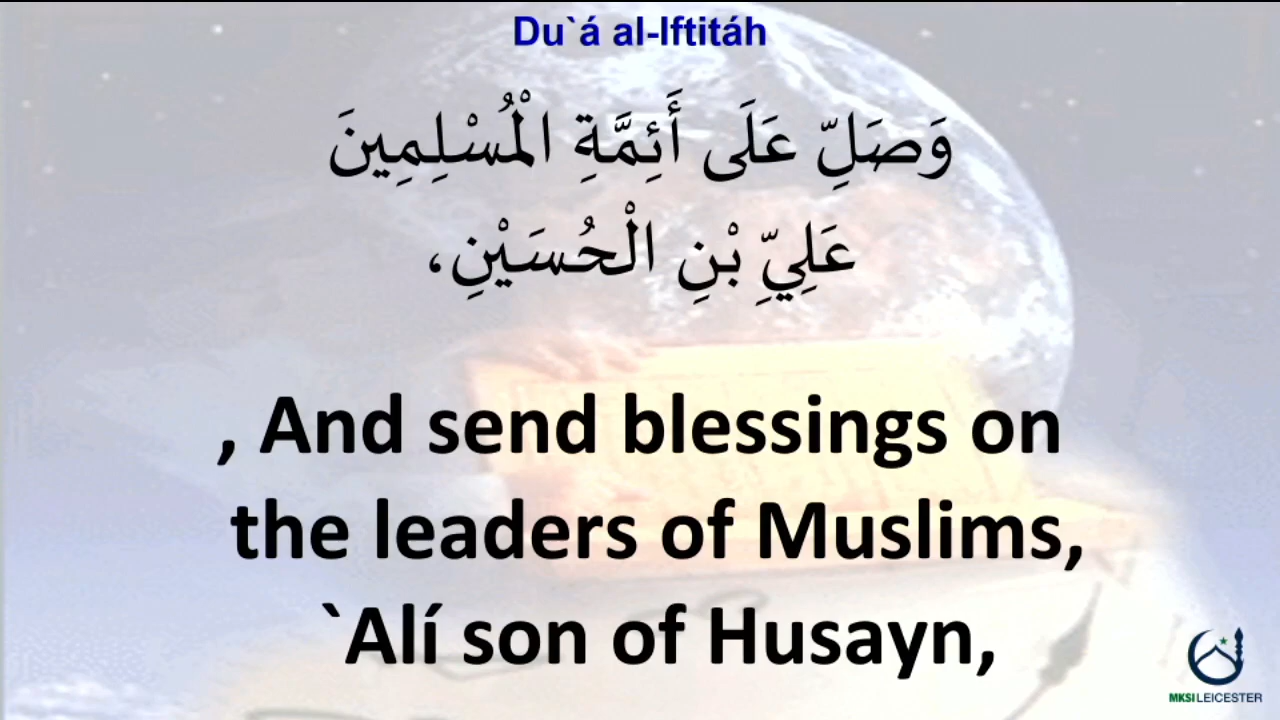 Du`á al-Iftitáh
وَصَلِّ عَلَى أَئِمَّةِ الْمُسْلِمِينَ
عَلِيِّ بْنِ الْحُسَيْنِ،
, And send blessings on
the leaders of Muslims,
`Alí son of Husayn,
MKSI LEICESTER